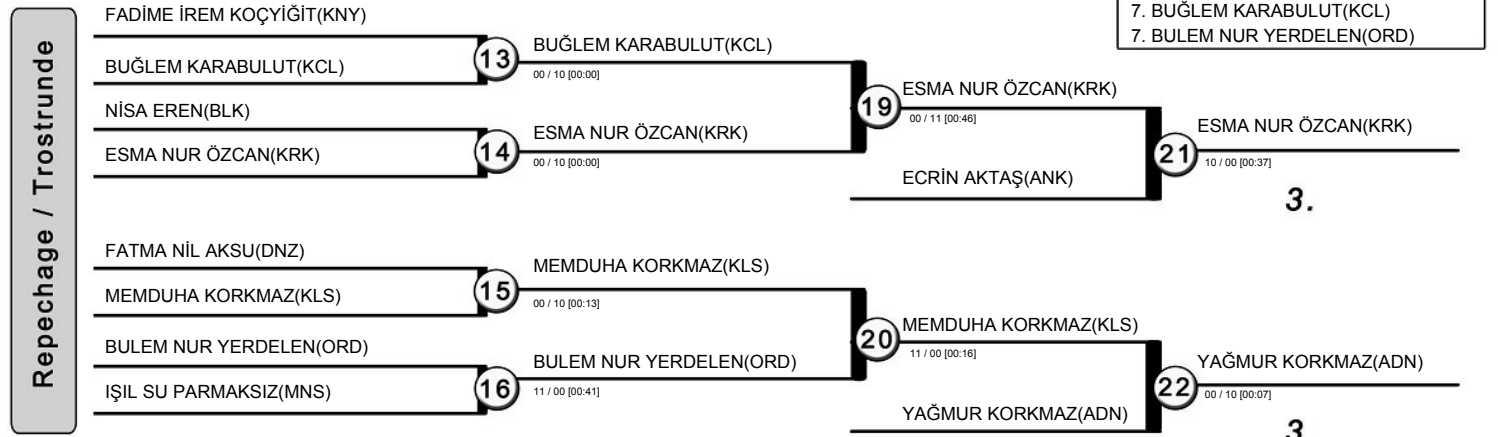 7. BUĞLEM KARABULUT(KCL)
7. BULEM NUR YERDELEN(ORD)
Repechage / Trostrunde
FADİME İREM KOÇYİĞİT(KNY)
BUĞLEM KARABULUT(KCL)
13
BUĞLEM KARABULUT(KCL)
00 / 10 [00:00]
NİSA EREN(BLK)
ESMA NUR ÖZCAN(KRK)
14
ESMA NUR ÖZCAN(KRK)
00 / 10 [00:00]
19
ESMA NUR ÖZCAN(KRK)
00 / 11 [00:46]
ECRİN AKTAŞ(ANK)
21
ESMA NUR ÖZCAN(KRK)
10 / 00 [00:37]
3.
FATMA NİL AKSU(DNZ)
MEMDUHA KORKMAZ(KLS)
15
MEMDUHA KORKMAZ(KLS)
00 / 10 [00:13]
BULEM NUR YERDELEN(ORD)
IŞIL SU PARMAKSIZ(MNS)
16
BULEM NUR YERDELEN(ORD)
11 / 00 [00:41]
20
MEMDUHA KORKMAZ(KLS)
11 / 00 [00:16]
YAĞMUR KORKMAZ(ADN)
22
YAĞMUR KORKMAZ(ADN)
00 / 10 [00:07]
3